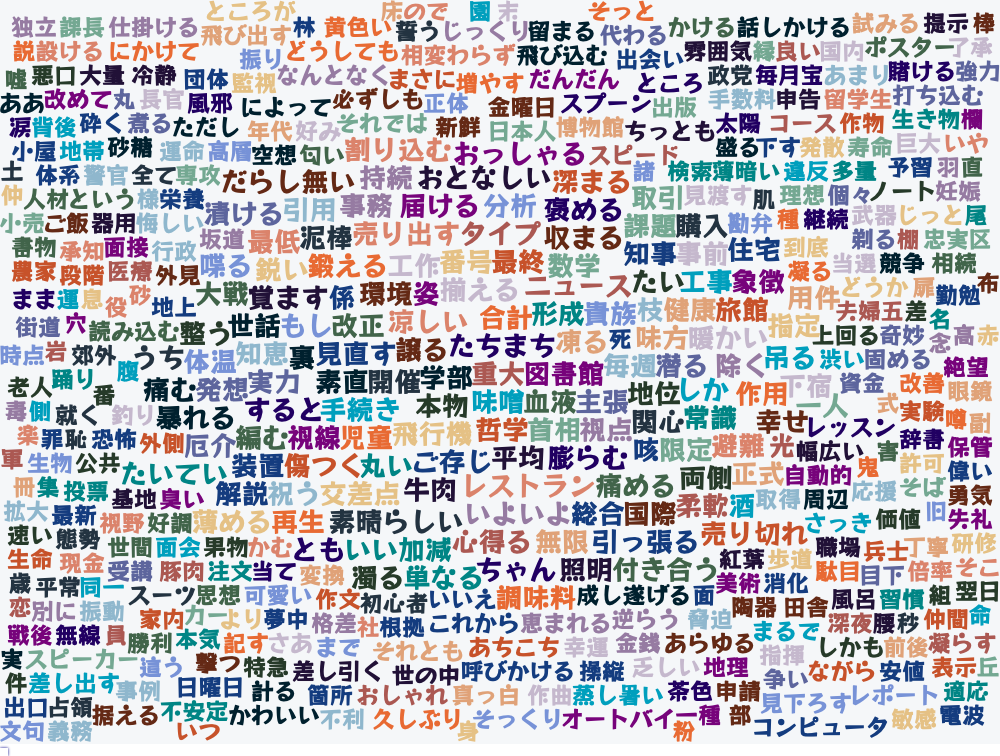 ところが 床 ので 園 末 そっと
独立 課長 仕掛ける 飛び出す 林 黄色い 誓う じっくり 留まる 代わる かける 話しかける 試みる 提示 棒
説 設ける にかけて 振り どうしても 相変わらず 飛び込む 出会い 雰囲気 縁 良い 国内 ポスター 了承
嘘 悪口 大量 冷静 団体 監視 なんとなく まさに 増やす だんだん ところ 政党 毎月 宝 あまり 賭ける 強力
ああ 改めて 丸 長官 風邪 によって 必ずしも 正体 金曜日 スプーン 出版 手数料 申告 留学生 打ち込む
涙 背後 砕く 煮る ただし 年代 好み それでは 新鮮 日本人 博物館 ちっとも 太陽 コース 作物 生き物 欄
小屋 地帯 砂糖 運命 高層 空想 匂い 割り込む おっしゃる スピード 盛る 下す 発散 寿命 巨大 いや
土 体系 警官 全て 専攻 だらし無い 持続 おとなしい 深まる 諸 検索 薄暗い 違反 多量 予習 羽 直
仲 人材 という 様 栄養 漬ける 引用 事務 届ける 分析 褒める 取引 見渡す 肌 理想 個々 ノート 妊娠
小売 ご飯 器用 悔しい 坂道 最低 泥棒 売り出す タイプ 収まる 課題 購入 勘弁 種 継続 武器 じっと 尾
書物 承知 面接 行政 喋る 鋭い 鍛える 工作 番号 最終 数学 知事 事前 住宅 到底 剃る 棚 忠実 区
農家 段階 医療 外見 大戦 覚ます 係 環境 姿 揃える ニュース たい 工事 象徴 凝る 当選 競争 相続
まま 運 息 役 砂 地上 世話 もし 改正 涼しい 合計 形成 貴族 枝 健康 旅館 用件 どうか 扉 勤勉 布
街道 穴 読み込む 整う 裏 見直す 譲る たちまち 凍る 死 味方 暖かい 指定 上回る 夫婦 五 奇妙 差 名 念 高 赤
時点 岩 郊外 うち 体温 知恵 素直 開催 学部 重大 図書館 毎週 潜る 除く 吊る 渋い 固める 絶望
老人 踊り 腹 番 痛む 発想 実力 手続き 本物 味噌 血液 主張 地位 しか 作用 下宿 資金 改善 眼鏡
毒 側 就く 釣り 暴れる すると 哲学 首相 視点 関心 常識 幸せ 一人 レッスン 式 実験 噂 副
楽 罪 恥 恐怖 外側 厄介 編む 視線 児童 飛行機 咳 限定 避難 光 幅広い 害 辞書 保管
軍 生物 公共 たいてい 装置 傷つく 丸い ご存じ 平均 膨らむ 両側 正式 自動的 鬼 許可 偉い
冊 集 投票 基地 臭い 解説 祝う 交差点 牛肉 レストラン 痛める 柔軟 酒 取得 周辺 応援 そば 勇気
拡大 最新 視野 好調 薄める 再生 素晴らしい いよいよ 総合 国際 売り切れ さっき 価値 旧 失礼
速い 態勢 世間 面会 果物 かむ とも いい加減 心得る 無限 引っ張る 紅葉 歩道 職場 兵士 丁寧 研修
生命 現金 受講 豚肉 注文 当て 変換 濁る 単なる ちゃん 照明 付き合う 美術 消化 駄目 目下 倍率 そこ
歳 平常 同一 スーツ 思想 可愛い 作文 初心者 いいえ 調味料 成し遂げる 面 陶器 田舎 風呂 習慣 組 翌日
恋 別に 振動 家内 カー より 夢中 格差 社 根拠 これから 恵まれる 逆らう 脅迫 まるで 深夜 腰 秒 仲間 命
戦後 無線 員 勝利 本気 記す さあ まで それとも あちこち 幸運 金銭 あらゆる 指揮 しかも 前後 凝らす
実 スピーカー 違う 撃つ 特急 差し引く 世の中 呼びかける 操縦 乏しい 地理 争い ながら 安値 表示 丘
件 差し出す 事例 日曜日 計る 箇所 おしゃれ 真っ白 作曲 蒸し暑い 茶色 申請 見下ろす レポート 適応
出口 占領 据える 不安定 かわいい 不利 久しぶり そっくり オートバイ 一種 部 コンピュータ 敏感 電波
文句 義務 いつ 身 粉